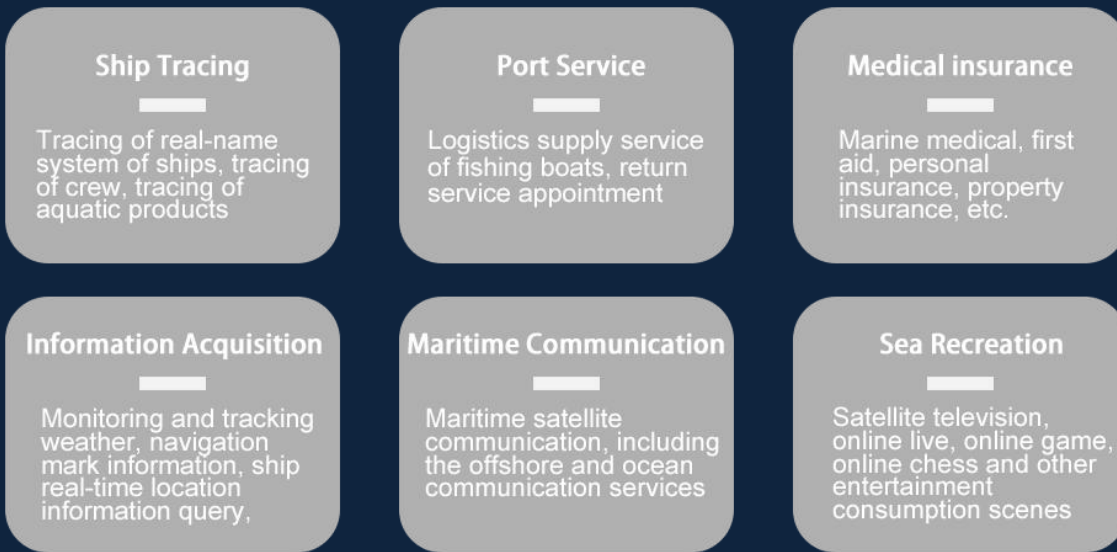 Ship Tracing
Tracing of real-name
system of ships, tracing
of crew, tracing of
aquatic products
Port Service
Logistics supply service
of fishing boats, return
service appointment
Medical insurance
Marine medical, first
aid, personal
insurance, property
insurance, etc.
Information Acquisition
Monitoring and tracking
weather, navigation
mark information, ship
real-time location
information query,
Maritime Communication
Maritime satellite
communication, including
the offshore and ocean
communication services
Sea Recreation
Satellite television,
online live, online game,
online chess and other
entertainment
consumption scenes